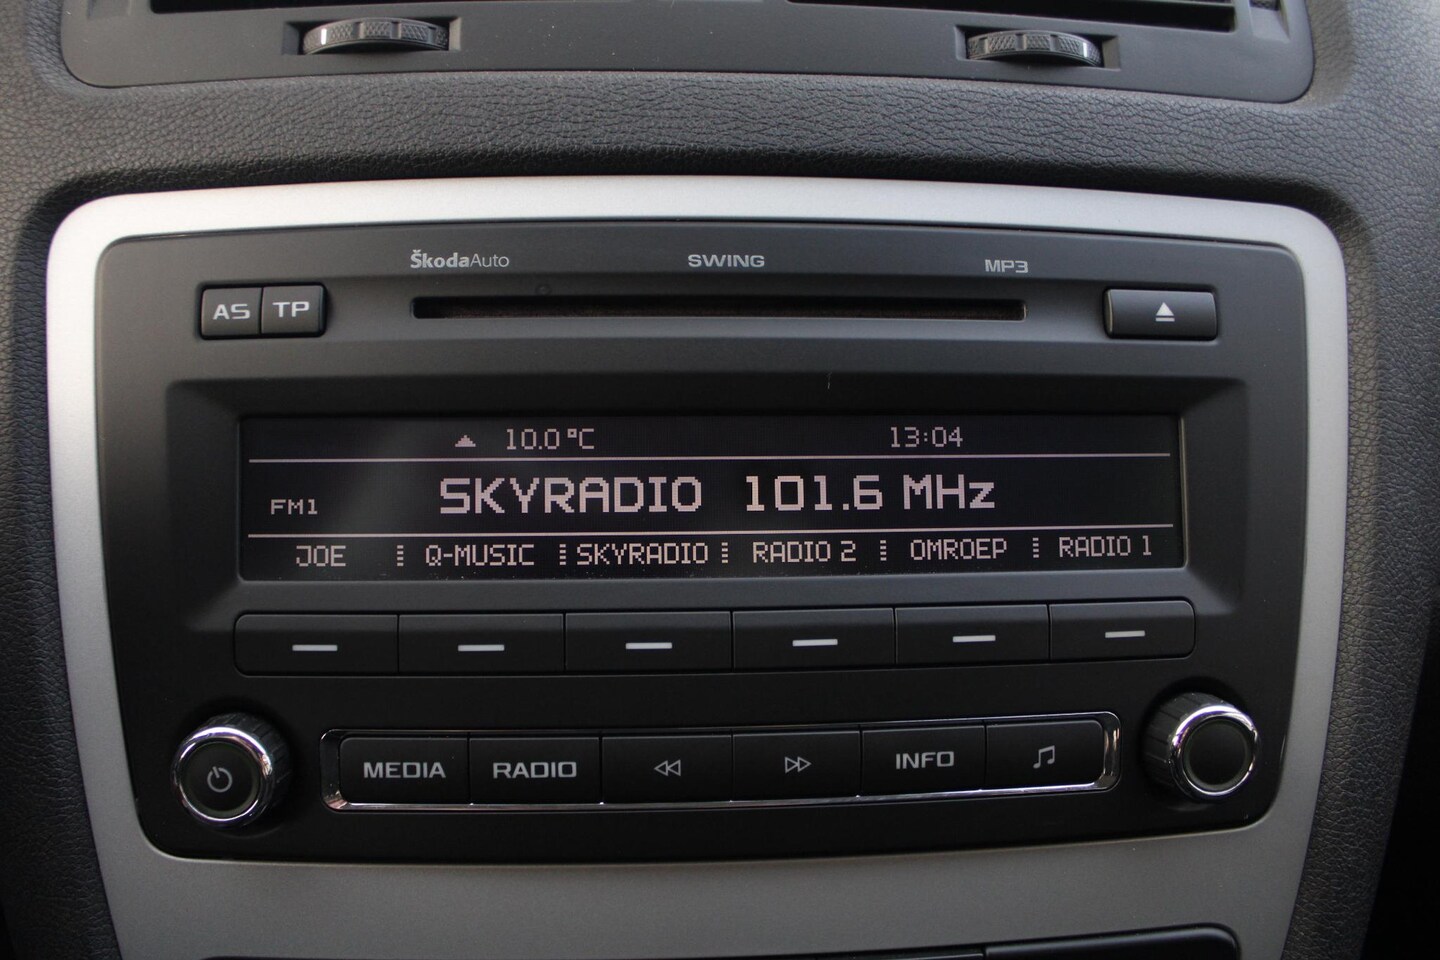 ŠkodaAuto SWING MP3
AS TP
10.0°C 13:04
FM1 SKYRADIO 101.6 MHz
JOE Q-MUSIC SKYRADIO RADIO 2 OMROEP RADIO 1
MEDIA RADIO INFO